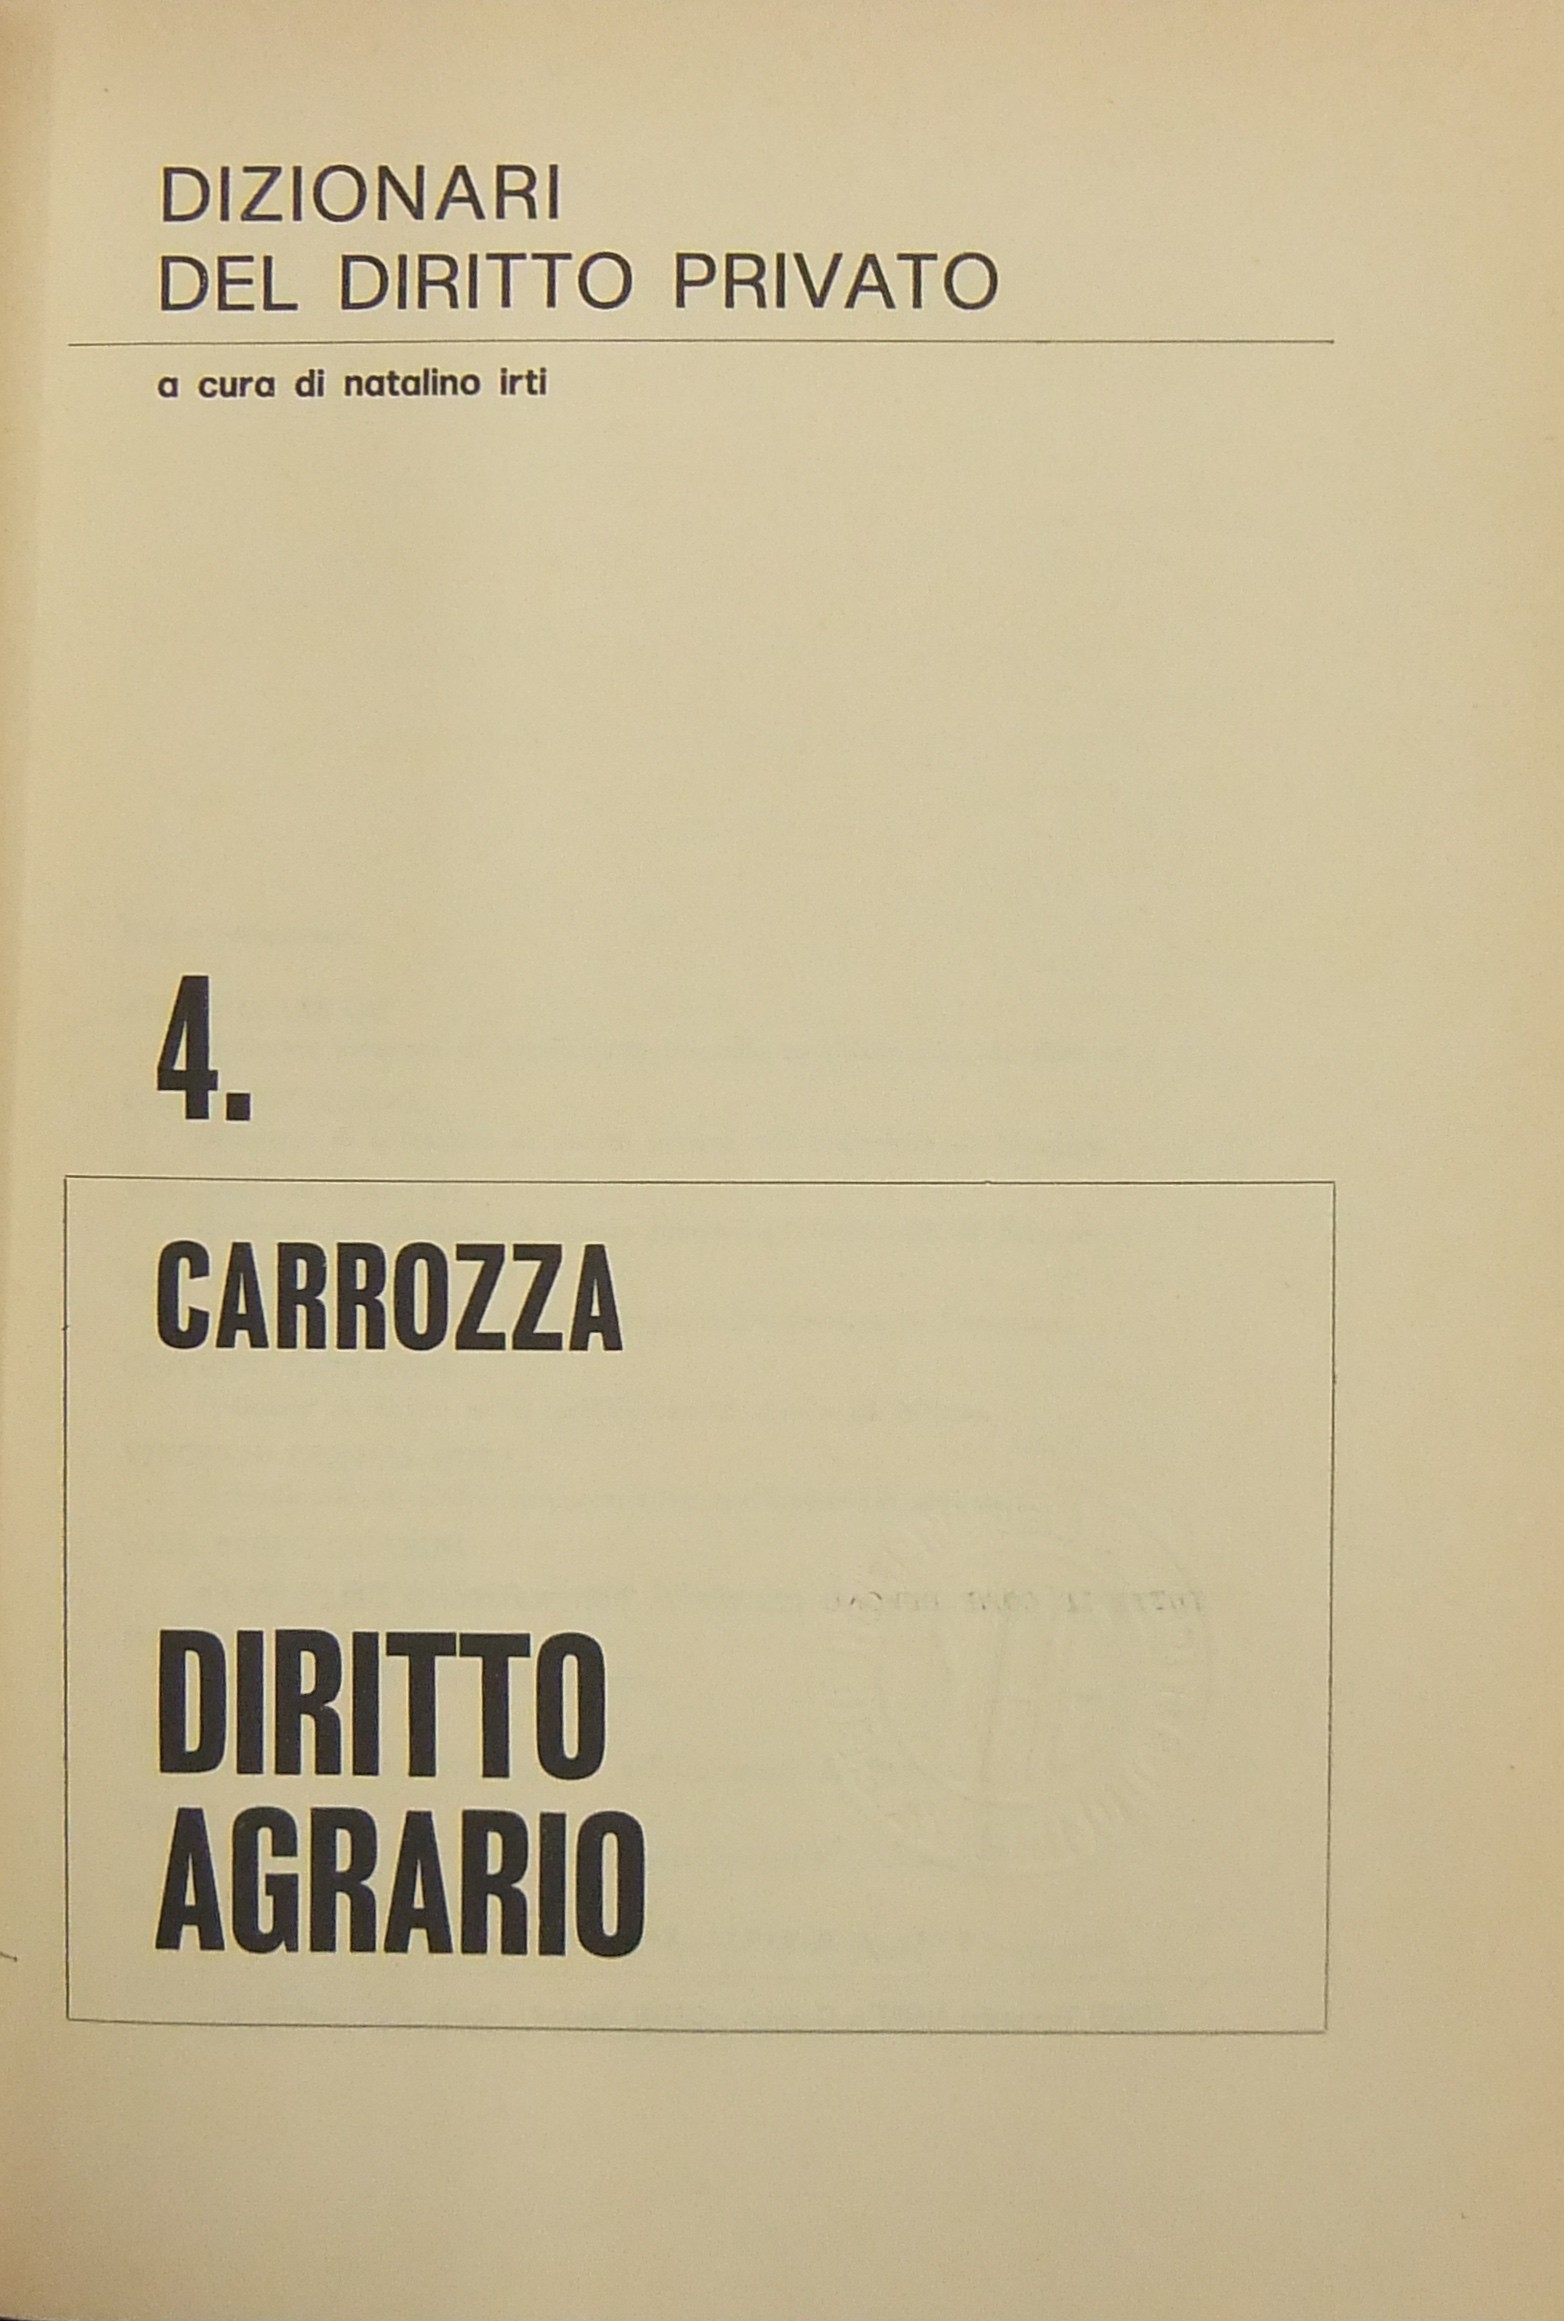 DIZIONARI
DEL DIRITTO PRIVATO
a cura di natalino irti
4.
CARROZZA
DIRITTO
AGRARIO